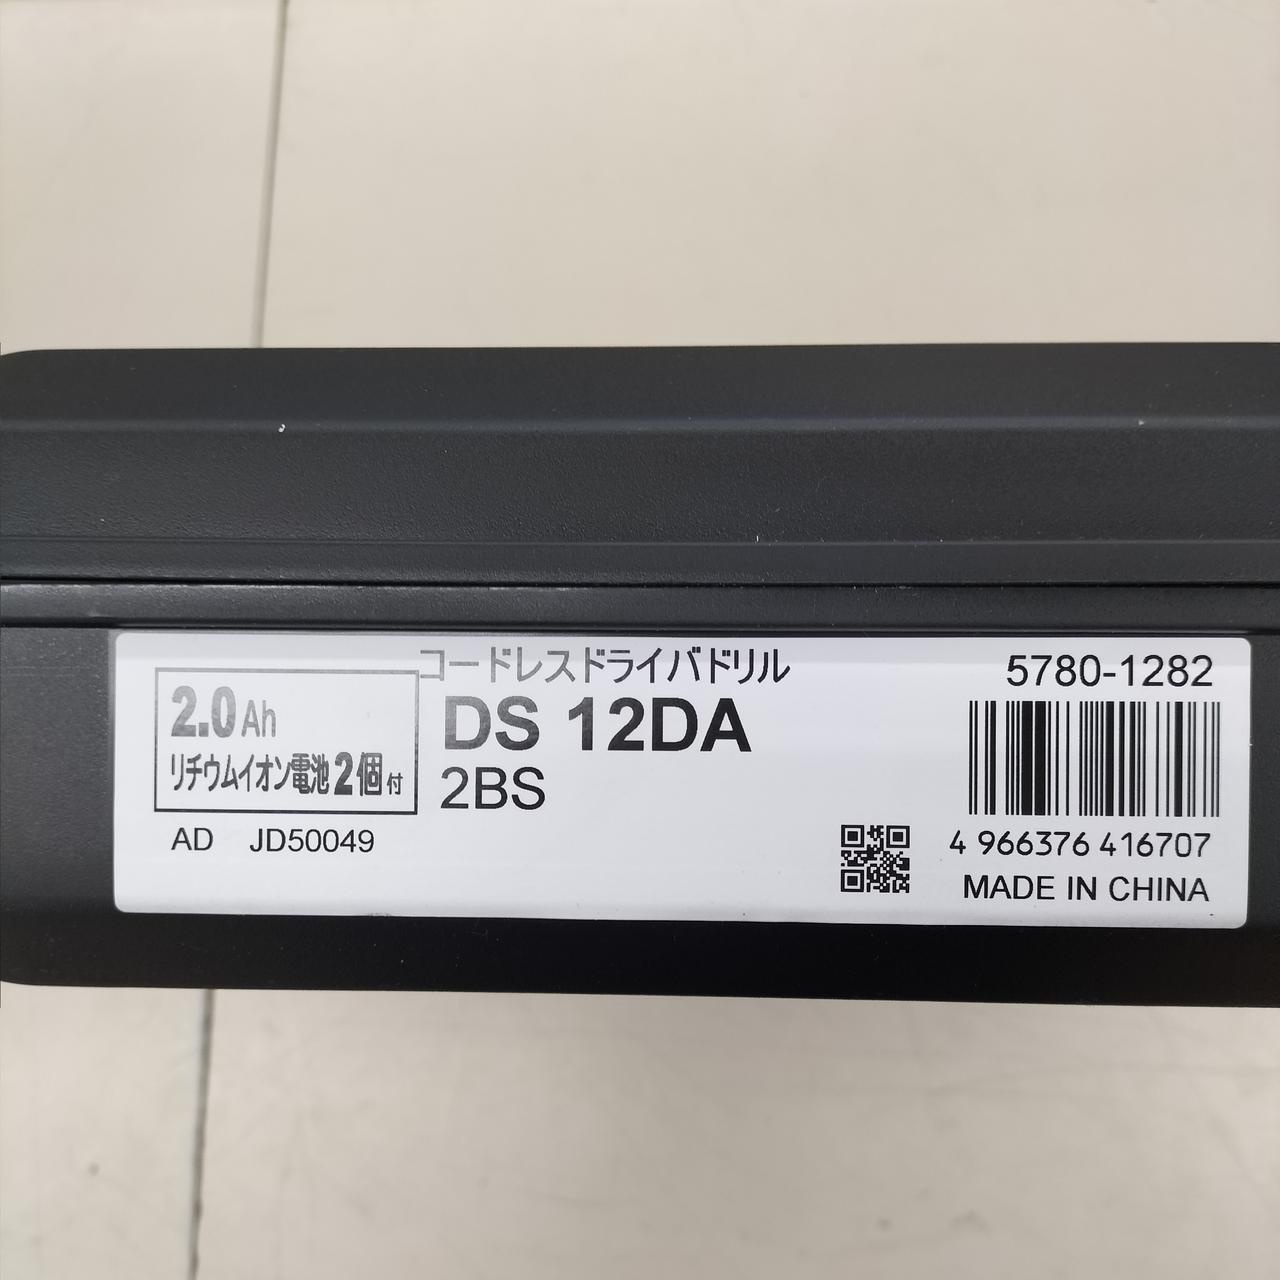 コードレスドライバドリル
5780-1282
2.0Ah
リチウムイオン電池2個付
DS 12DA
2BS
AD JD50049
4 966376 416707
MADE IN CHINA